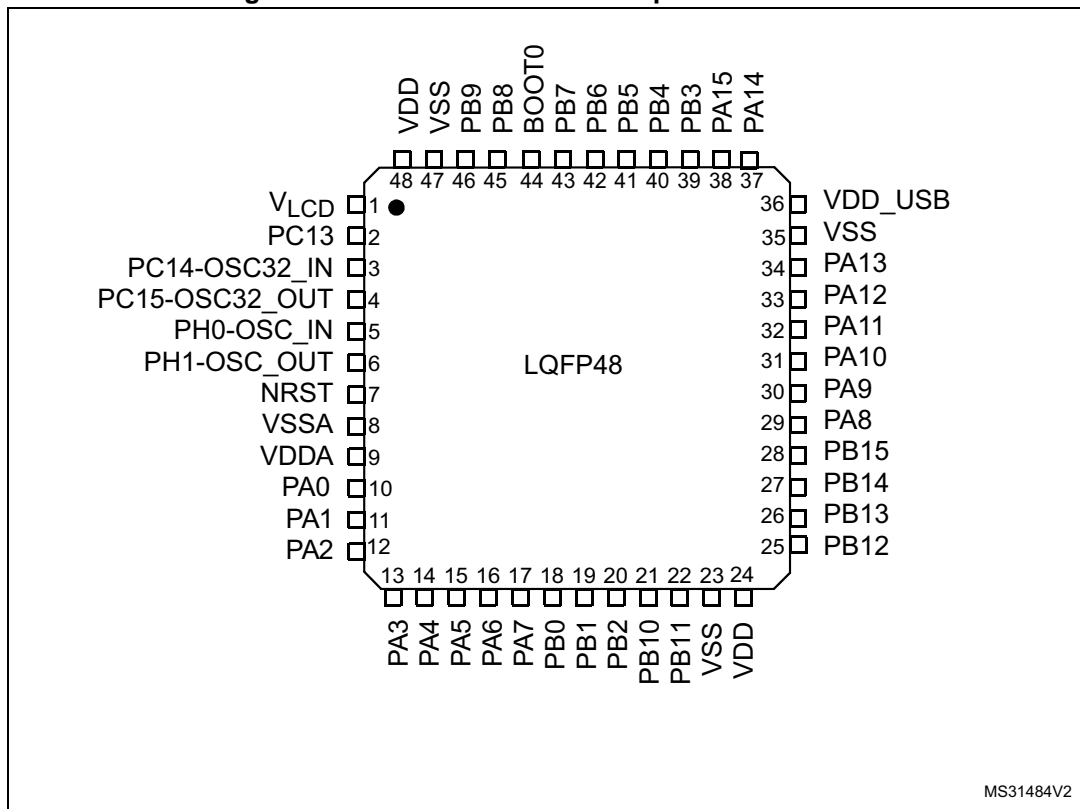 VDD
VSS
PB9
PB8
BOOT0
PB7
PB6
PB5
PB4
PB3
PA15
PA14
48 47 46 45 44 43 42 41 40 39 38 37
VLCD 1
PC13 2
PC14-OSC32_IN 3
PC15-OSC32_OUT 4
PH0-OSC_IN 5
PH1-OSC_OUT 6
NRST 7
VSSA 8
VDDA 9
PA0 10
PA1 11
PA2 12
LQFP48
36 VDD_USB
35 VSS
34 PA13
33 PA12
32 PA11
31 PA10
30 PA9
29 PA8
28 PB15
27 PB14
26 PB13
25 PB12
13 14 15 16 17 18 19 20 21 22 23 24
PA3
PA4
PA5
PA6
PA7
PB0
PB1
PB2
PB10
PB11
VSS
VDD
MS31484V2